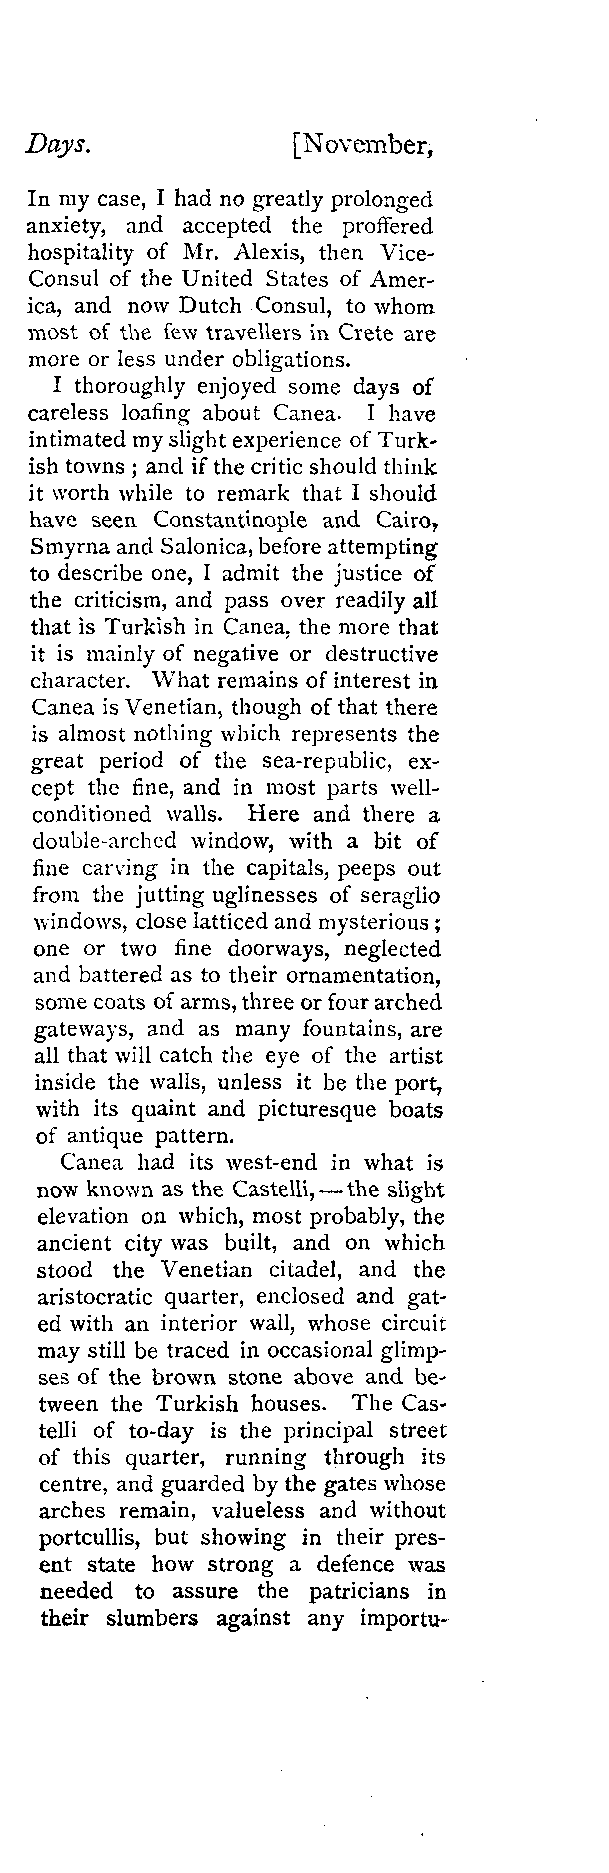 Days. [November,
In my case, I had no greatly prolonged
anxiety, and accepted the proffered
hospitality of Mr. Alexis, then Vice-
Consul of the United States of Amer-
ica, and now Dutch Consul, to whom
most of the few travellers in Crete are
more or less under obligations.
I thoroughly enjoyed some days of
careless loafing about Canea. I have
intimated my slight experience of Turk-
ish towns ; and if the critic should think
it worth while to remark that I should
have seen Constantinople and Cairo,
Smyrna and Salonica, before attempting
to describe one, I admit the justice of
the criticism, and pass over readily all
that is Turkish in Canea, the more that
it is mainly of negative or destructive
character. What remains of interest in
Canea is Venetian, though of that there
is almost nothing which represents the
great period of the sea-republic, ex-
cept the fine, and in most parts well-
conditioned walls. Here and there a
double-arched window, with a bit of
fine carving in the capitals, peeps out
from the jutting uglinesses of seraglio
windows, close latticed and mysterious ;
one or two fine doorways, neglected
and battered as to their ornamentation,
some coats of arms, three or four arched
gateways, and as many fountains, are
all that will catch the eye of the artist
inside the walls, unless it be the port,
with its quaint and picturesque boats
of antique pattern.
Canea had its west-end in what is
now known as the Castelli, — the slight
elevation on which, most probably, the
ancient city was built, and on which
stood the Venetian citadel, and the
aristocratic quarter, enclosed and gat-
ed with an interior wall, whose circuit
may still be traced in occasional glimp-
ses of the brown stone above and be-
tween the Turkish houses. The Cas-
telli of to-day is the principal street
of this quarter, running through its
centre, and guarded by the gates whose
arches remain, valueless and without
portcullis, but showing in their pres-
ent state how strong a defence was
needed to assure the patricians in
their slumbers against any importu-